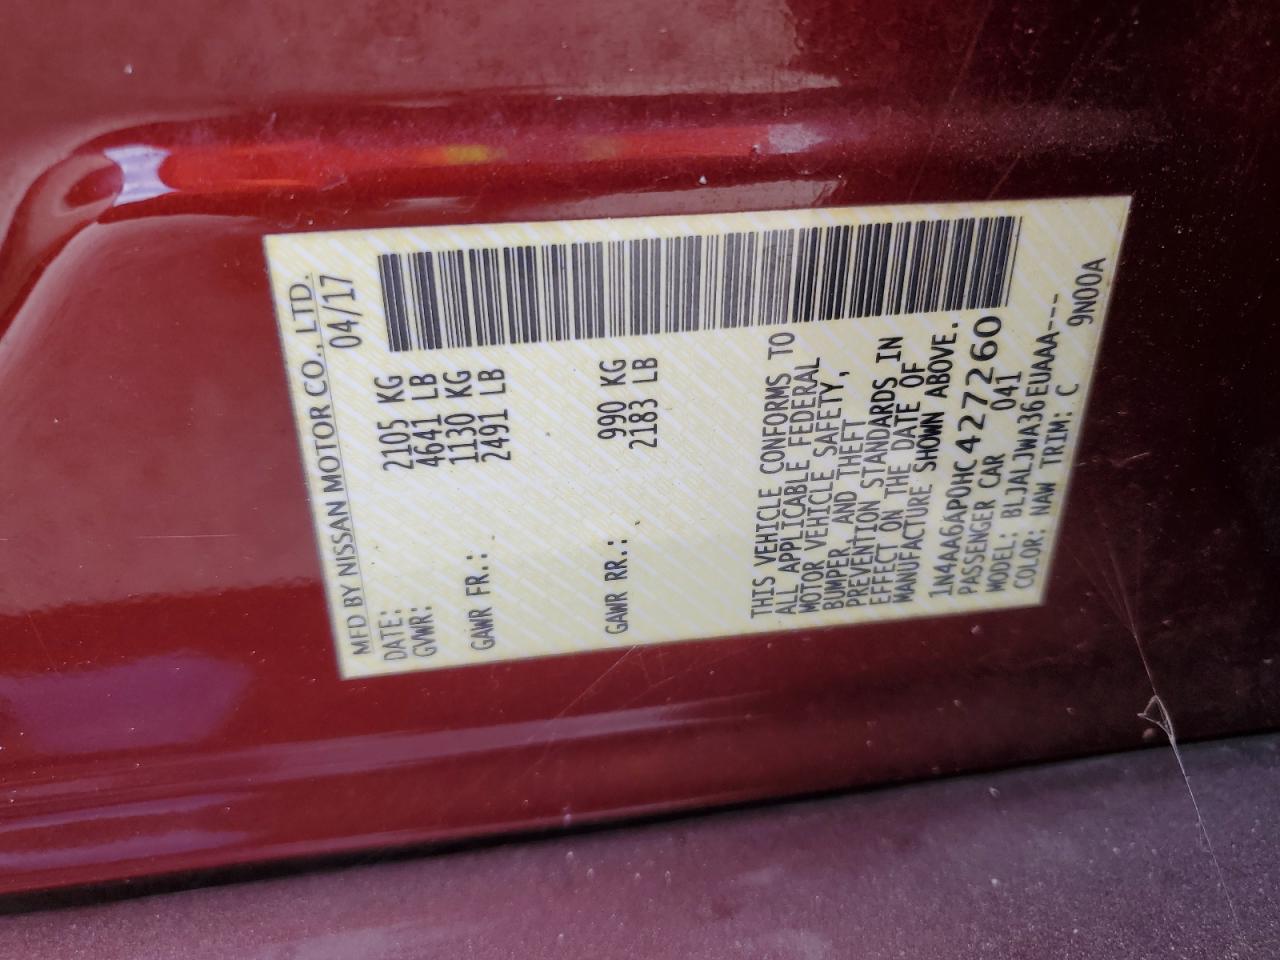 MFD BY NISSAN MOTOR CO., LTD.
DATE: 04/17
GVWR: 2105 KG
4641 LB
GAWR FR.: 1130 KG
2491 LB
GAWR RR.: 990 KG
2183 LB
THIS VEHICLE CONFORMS TO
ALL APPLICABLE FEDERAL
MOTOR VEHICLE SAFETY,
BUMPER, AND THEFT
PREVENTION STANDARDS IN
EFFECT ON THE DATE OF
MANUFACTURE SHOWN ABOVE.
1N4AA6AP0HC427260
PASSENGER CAR 041
MODEL: BLJALJWA36EUAAA---
COLOR: NAW TRIM: C 9N00A